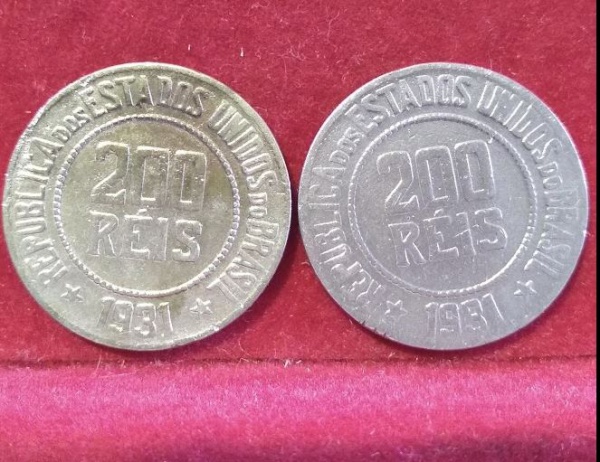 REPUBLICA DOS ESTADOS UNIDOS DO BRASIL
200
RÉIS
1931
REPUBLICA DOS ESTADOS UNIDOS DO BRASIL
200
RÉIS
1931